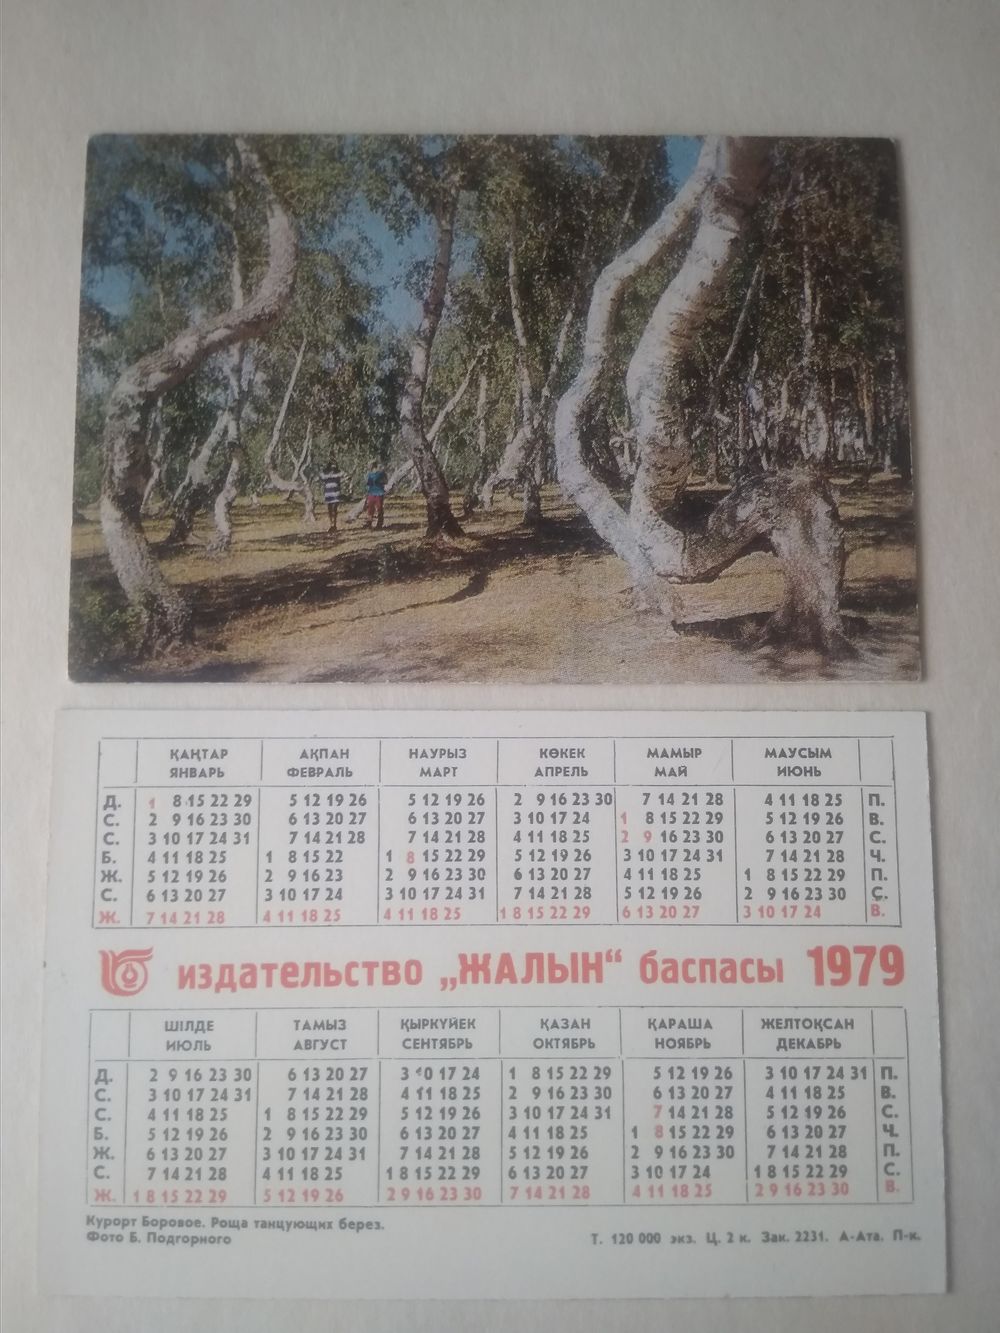 ҚАҢТАР АҚПАН НАУРЫЗ КӨКЕК МАМЫР МАУСЫМ
ЯНВАРЬ ФЕВРАЛЬ МАРТ АПРЕЛЬ МАЙ ИЮНЬ
Д. 1 8 15 22 29 5 12 19 26 5 12 19 26 2 9 16 23 30 7 14 21 28 4 11 18 25 П.
С. 2 9 16 23 30 6 13 20 27 6 13 20 27 3 10 17 24 1 8 15 22 29 5 12 19 26 В.
С. 3 10 17 24 31 7 14 21 28 7 14 21 28 4 11 18 25 2 9 16 23 30 6 13 20 27 С.
Б. 4 11 18 25 1 8 15 22 1 8 15 22 29 5 12 19 26 3 10 17 24 31 7 14 21 28 Ч.
Ж. 5 12 19 26 2 9 16 23 2 9 16 23 30 6 13 20 27 4 11 18 25 1 8 15 22 29 П.
С. 6 13 20 27 3 10 17 24 3 10 17 24 31 7 14 21 28 5 12 19 26 2 9 16 23 30 С.
Ж. 7 14 21 28 4 11 18 25 4 11 18 25 1 8 15 22 29 6 13 20 27 3 10 17 24 В.
издательство „ЖАЛЫН“ баспасы 1979
ШІЛДЕ ТАМЫЗ ҚЫРКҮЙЕК ҚАЗАН ҚАРАША ЖЕЛТОҚСАН
ИЮЛЬ АВГУСТ СЕНТЯБРЬ ОКТЯБРЬ НОЯБРЬ ДЕКАБРЬ
Д. 2 9 16 23 30 6 13 20 27 3 10 17 24 1 8 15 22 29 5 12 19 26 3 10 17 24 31 П.
С. 3 10 17 24 31 7 14 21 28 4 11 18 25 2 9 16 23 30 6 13 20 27 4 11 18 25 В.
С. 4 11 18 25 1 8 15 22 29 5 12 19 26 3 10 17 24 31 7 14 21 28 5 12 19 26 С.
Б. 5 12 19 26 2 9 16 23 30 6 13 20 27 4 11 18 25 1 8 15 22 29 6 13 20 27 Ч.
Ж. 6 13 20 27 3 10 17 24 31 7 14 21 28 5 12 19 26 2 9 16 23 30 7 14 21 28 П.
С. 7 14 21 28 4 11 18 25 1 8 15 22 29 6 13 20 27 3 10 17 24 1 8 15 22 29 С.
Ж. 1 8 15 22 29 5 12 19 26 2 9 16 23 30 7 14 21 28 4 11 18 25 2 9 16 23 30 В.
Курорт Боровое. Роща танцующих берез.
Фото Б. Подгорного Т. 120 000 экз. Ц. 2 к. Зак. 2231. А-Ата. П-к.